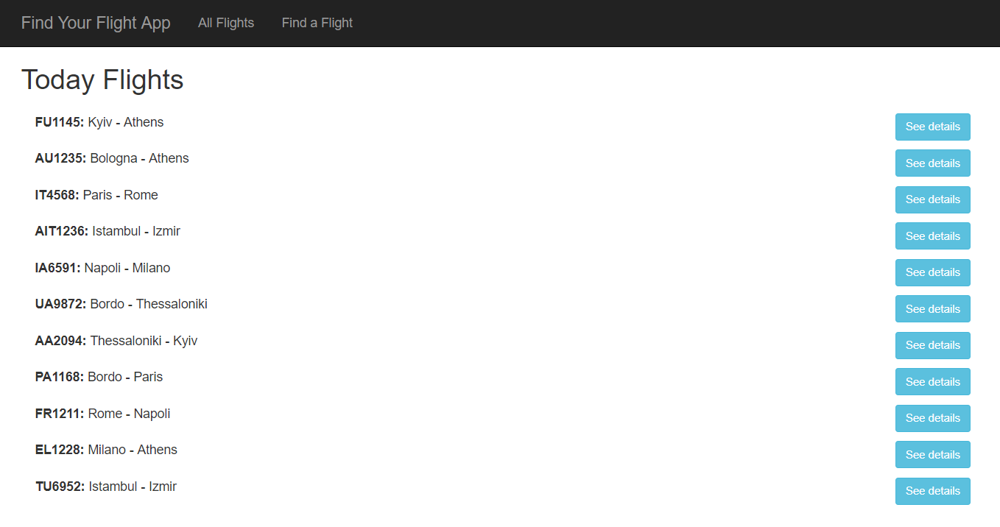 Find Your Flight App All Flights Find a Flight
Today Flights
FU1145: Kyiv - Athens See details
AU1235: Bologna - Athens See details
IT4568: Paris - Rome See details
AIT1236: Istambul - Izmir See details
IA6591: Napoli - Milano See details
UA9872: Bordo - Thessaloniki See details
AA2094: Thessaloniki - Kyiv See details
PA1168: Bordo - Paris See details
FR1211: Rome - Napoli See details
EL1228: Milano - Athens See details
TU6952: Istambul - Izmir See details